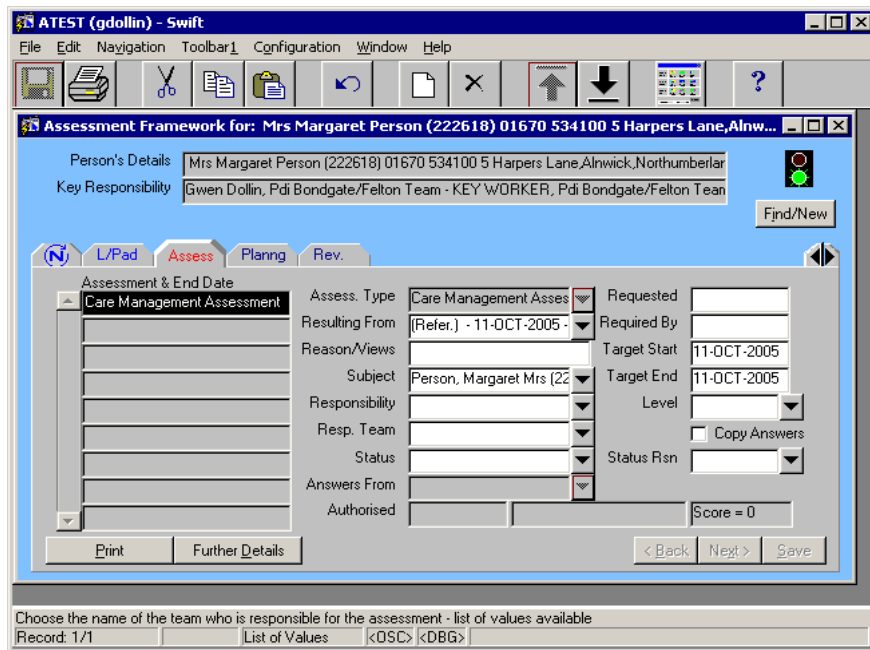 ATEST (gdollin) - Swift
File Edit Navigation Toolbar1 Configuration Window Help
?
Assessment Framework for: Mrs Margaret Person (222618) 01670 534100 5 Harpers Lane,Alnw...
Person's Details Mrs Margaret Person (222618) 01670 534100 5 Harpers Lane,Alnwick,Northumberlar
Key Responsibility Gwen Dollin, Pdi Bondgate/Felton Team - KEY WORKER, Pdi Bondgate/Felton Tean
Find/New
N L/Pad Assess Planng Rev.
Assessment & End Date
Care Management Assessment
Assess. Type Care Management Asses Requested
Resulting From (Refer.) - 11-OCT-2005 - Required By
Reason/Views Target Start 11-OCT-2005
Subject Person, Margaret Mrs (22 Target End 11-OCT-2005
Responsibility Level
Resp. Team Copy Answers
Status Status Rsn
Answers From
Authorised Score = 0
Print Further Details < Back Next > Save
Choose the name of the team who is responsible for the assessment - list of values available
Record: 1/1 List of Values <OSC> <DBG>